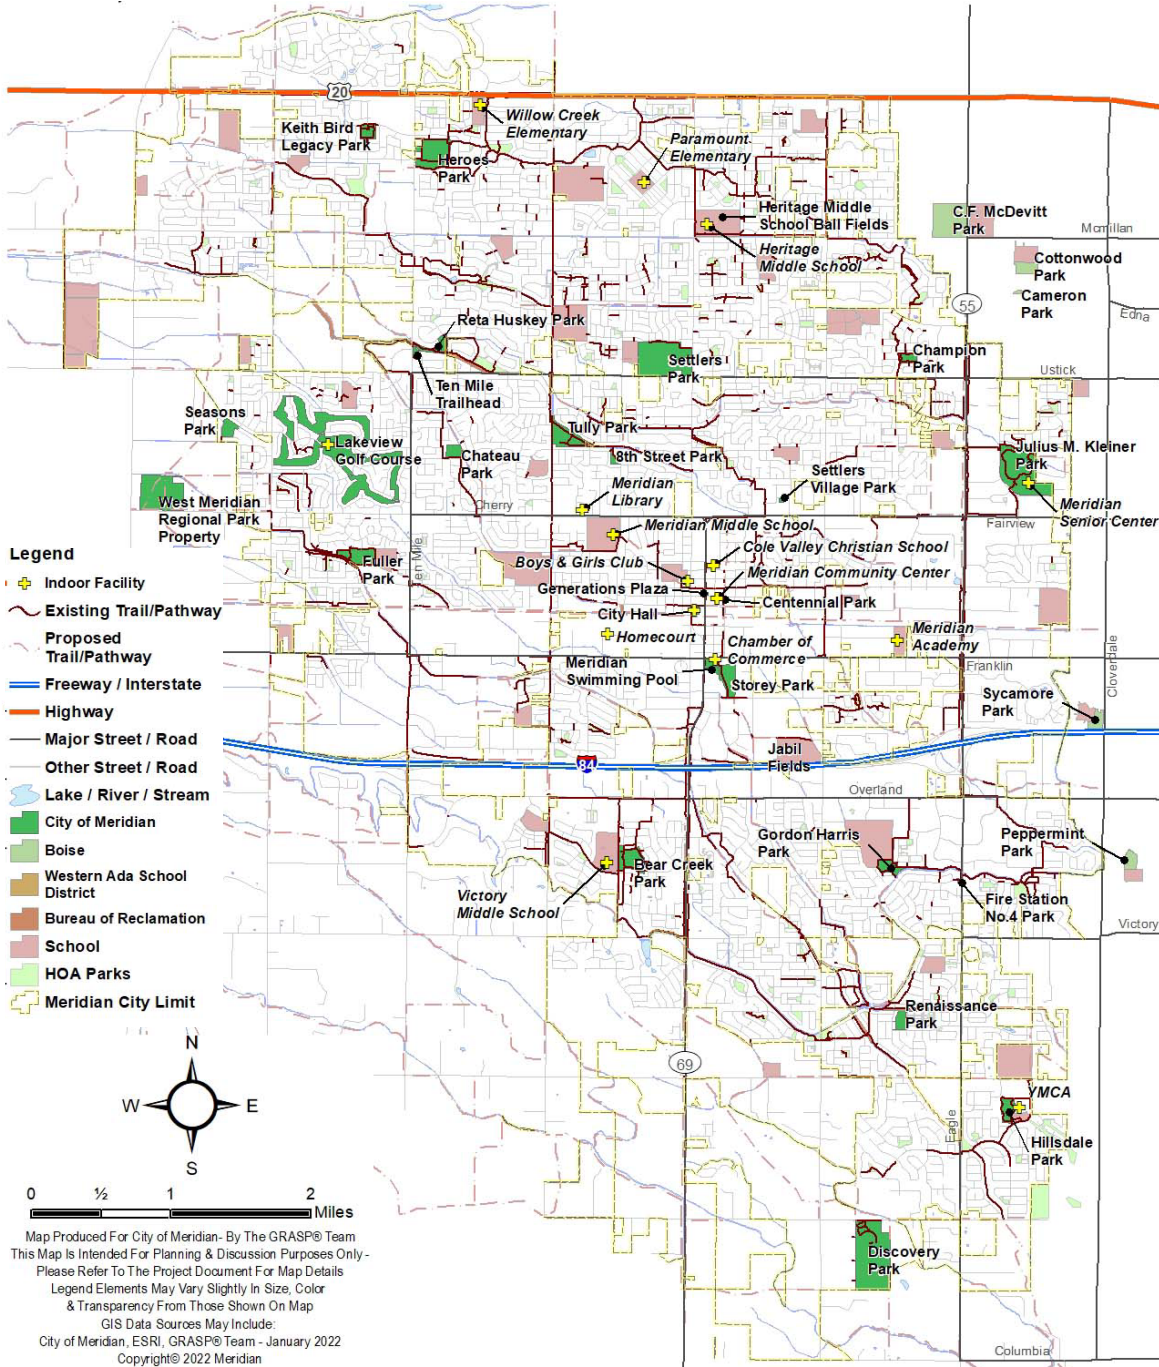 20
Willow Creek
Elementary
Keith Bird
Legacy Park
Heroes
Park
Paramount
Elementary
Heritage Middle
School Ball Fields
Heritage
Middle School
C.F. McDevitt
Park
Mcmillan
Cottonwood
Park
Cameron
Park
55
Edna
Reta Huskey Park
Ten Mile
Trailhead
Settlers
Park
Champion
Park
Ustick
Seasons
Park
Lakeview
Golf Course
Tully Park
Chateau
Park
8th Street Park
Julius M. Kleiner
Park
Settlers
Village Park
Meridian
Library
Meridian
Senior Center
West Meridian
Regional Park
Property
Cherry
Fairview
Meridian Middle School
Cole Valley Christian School
Boys & Girls Club
Meridian Community Center
Generations Plaza
Centennial Park
City Hall
Homecourt
Fuller
Park
Ten Mile
Chamber of
Commerce
Meridian
Academy
Meridian
Swimming Pool
Storey Park
Franklin
Cloverdale
Sycamore
Park
Jabil
Fields
84
Overland
Gordon Harris
Park
Peppermint
Park
Bear Creek
Park
Victory
Middle School
Fire Station
No.4 Park
Victory
Renaissance
Park
69
YMCA
Eagle
Hillsdale
Park
Discovery
Park
Columbia
Legend
Indoor Facility
Existing Trail/Pathway
Proposed
Trail/Pathway
Freeway / Interstate
Highway
Major Street / Road
Other Street / Road
Lake / River / Stream
City of Meridian
Boise
Western Ada School
District
Bureau of Reclamation
School
HOA Parks
Meridian City Limit
N
W E
S
0 ½ 1 2
Miles
Map Produced For City of Meridian- By The GRASP® Team
This Map Is Intended For Planning & Discussion Purposes Only -
Please Refer To The Project Document For Map Details
Legend Elements May Vary Slightly In Size, Color
& Transparency From Those Shown On Map
GIS Data Sources May Include:
City of Meridian, ESRI, GRASP® Team - January 2022
Copyright© 2022 Meridian